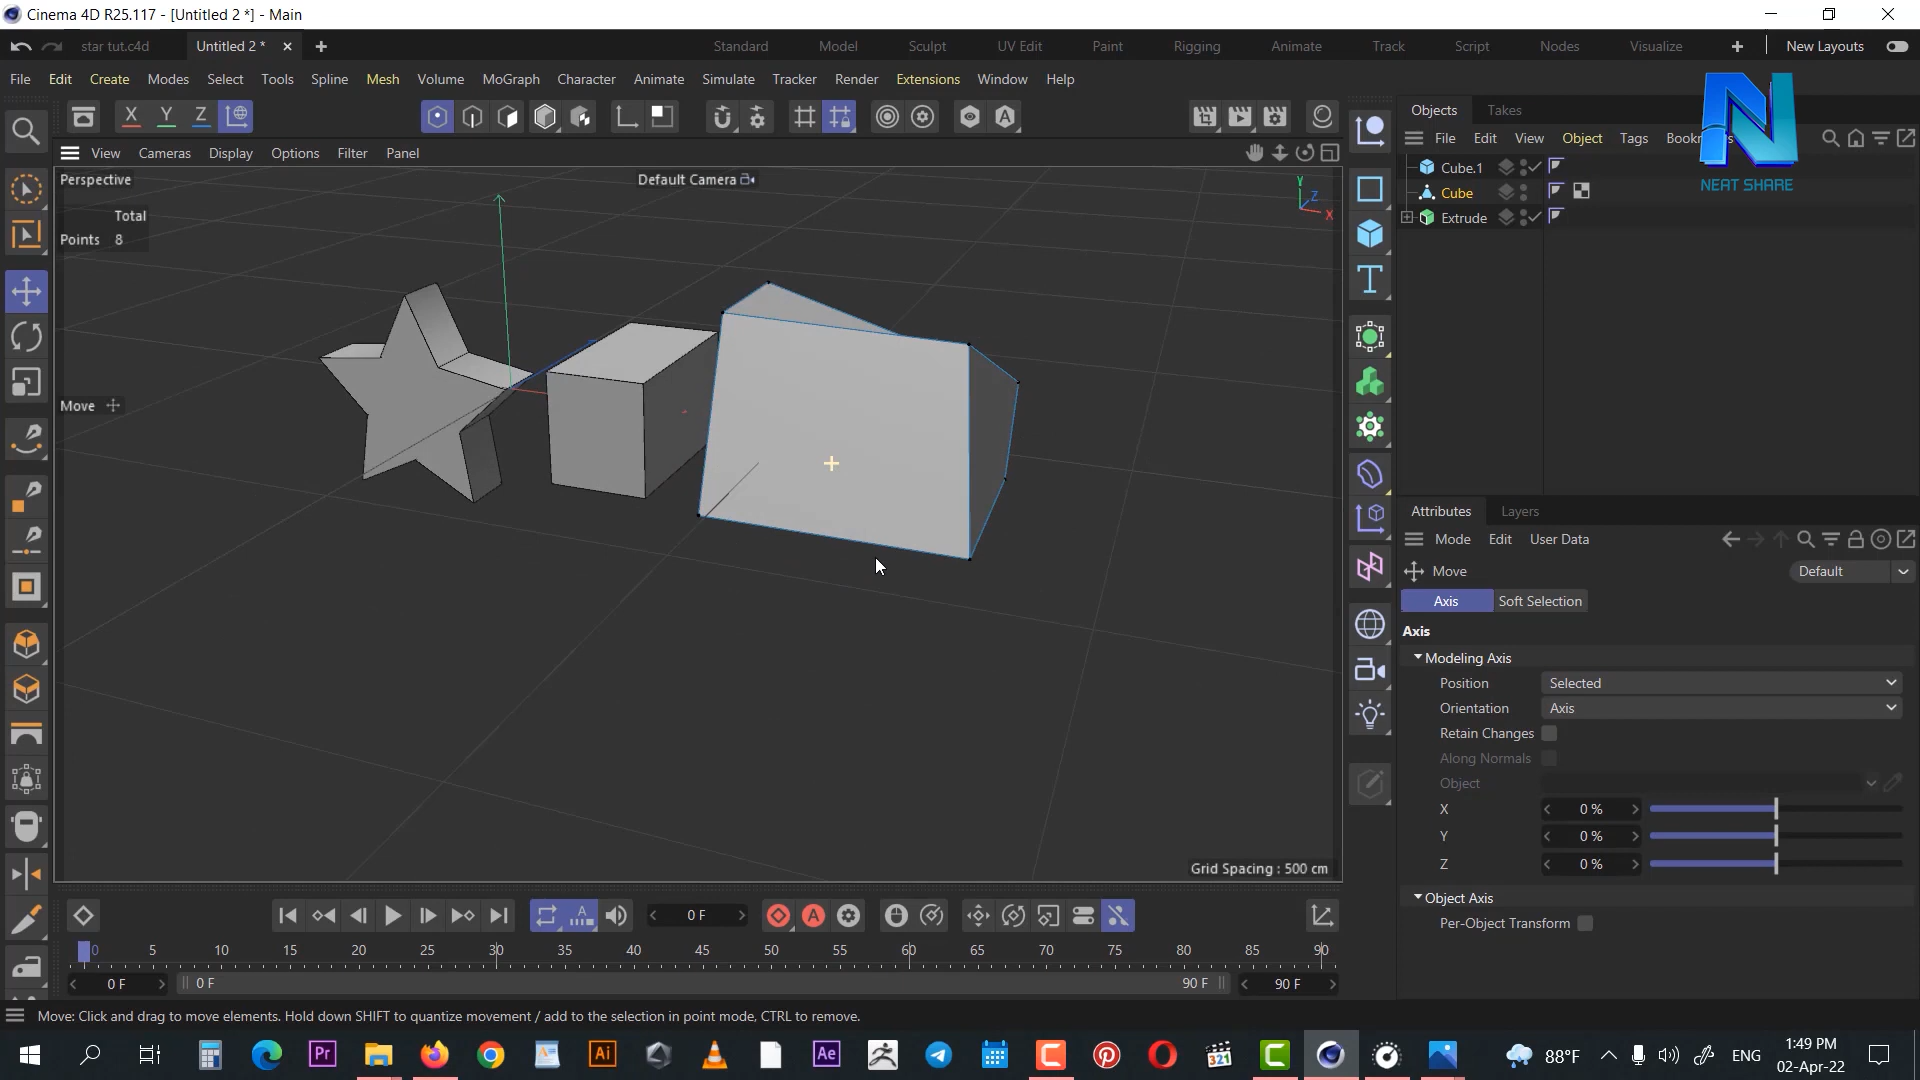 Cinema 4D R25.117 - [Untitled 2 *] - Main
star tut.c4d
Untitled 2 *
Standard
Model
Sculpt
UV Edit
Paint
Rigging
Animate
Track
Script
Nodes
Visualize
New Layouts
File
Edit
Create
Modes
Select
Tools
Spline
Mesh
Volume
MoGraph
Character
Animate
Simulate
Tracker
Render
Extensions
Window
Help
X
Y
Z
A
Objects
Takes
N
NEAT SHARE
File
Edit
View
Object
Tags
View
Cameras
Display
Options
Filter
Panel
Perspective
Default Camera
Y
Z
X
Total
Points 8
Move
Grid Spacing : 500 cm
Cube.1
Cube
Extrude
T
Attributes
Layers
Mode
Edit
User Data
Move
Default
Axis
Soft Selection
Axis
Modeling Axis
Position
Selected
Orientation
Axis
Retain Changes
Along Normals
Object
X
0 %
Y
0 %
Z
0 %
Object Axis
Per-Object Transform
A
0 F
A
0
5
10
15
20
25
30
35
40
45
50
55
60
65
70
75
80
85
90
0 F
0 F
90 F
90 F
Move: Click and drag to move elements. Hold down SHIFT to quantize movement / add to the selection in point mode, CTRL to remove.
Pr
Ai
Ae
321
88°F
ENG
1:49 PM
02-Apr-22